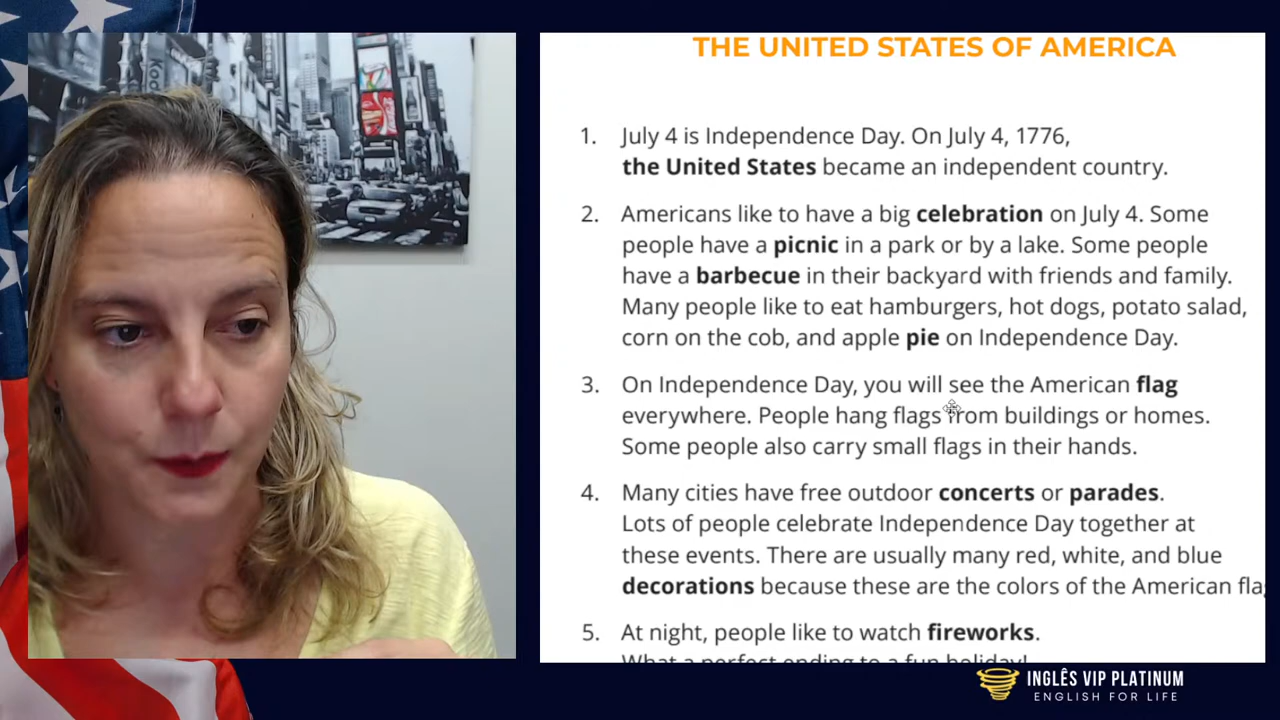 THE UNITED STATES OF AMERICA
1. July 4 is Independence Day. On July 4, 1776,
the United States became an independent country.
2. Americans like to have a big celebration on July 4. Some
people have a picnic in a park or by a lake. Some people
have a barbecue in their backyard with friends and family.
Many people like to eat hamburgers, hot dogs, potato salad,
corn on the cob, and apple pie on Independence Day.
3. On Independence Day, you will see the American flag
everywhere. People hang flags from buildings or homes.
Some people also carry small flags in their hands.
4. Many cities have free outdoor concerts or parades.
Lots of people celebrate Independence Day together at
these events. There are usually many red, white, and blue
decorations because these are the colors of the American fla
5. At night, people like to watch fireworks.
What a perfect ending to a fun holiday!
INGLÊS VIP PLATINUM
ENGLISH FOR LIFE